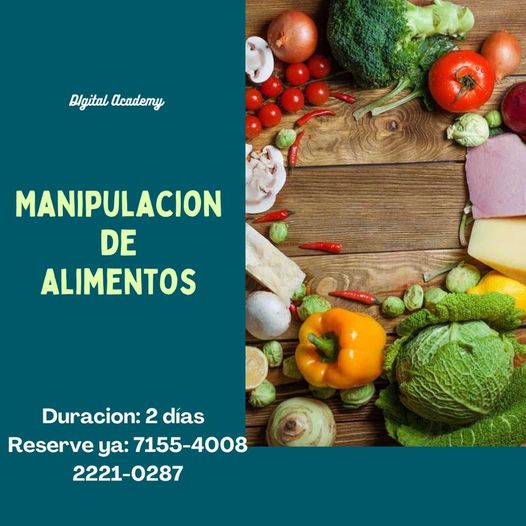 DIgital Academy
MANIPULACION
DE
ALIMENTOS
Duracion: 2 días
Reserve ya: 7155-4008
2221-0287